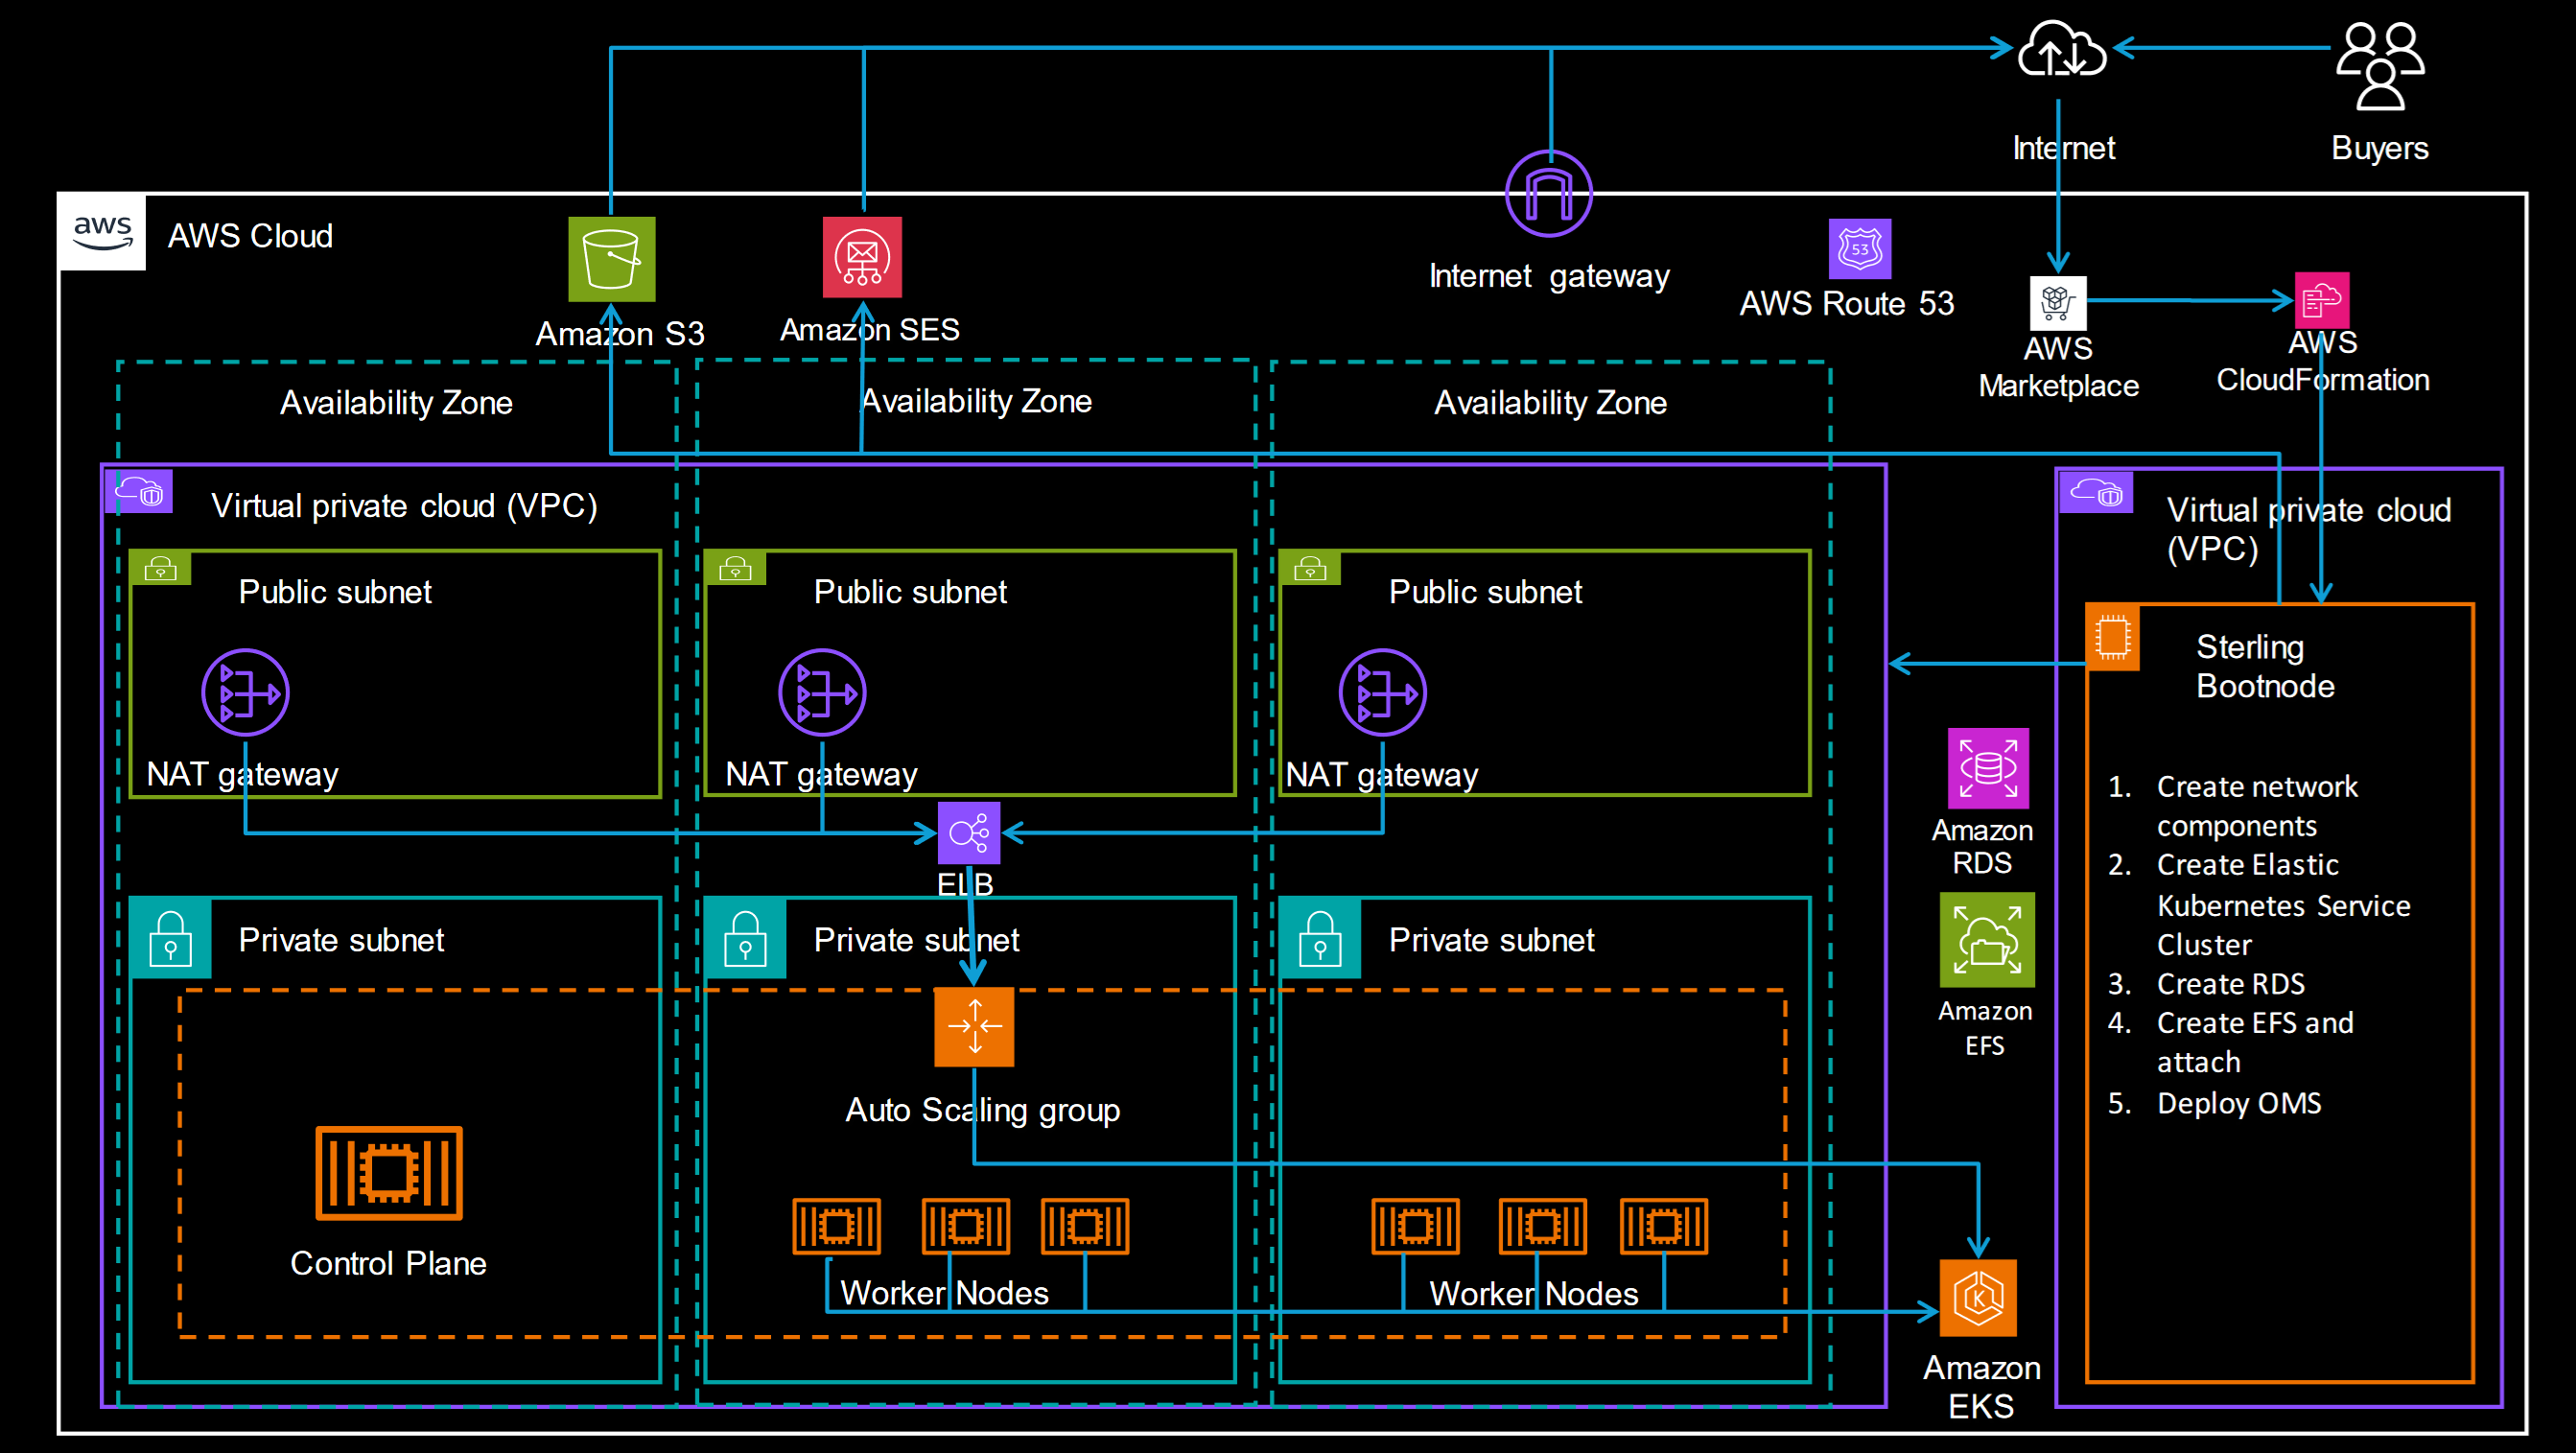 Internet
Buyers
aws
AWS Cloud
Internet gateway
53
AWS Route 53
Amazon S3
Amazon SES
AWS
Marketplace
AWS
CloudFormation
Availability Zone
Availability Zone
Availability Zone
Virtual private cloud (VPC)
Virtual private cloud
(VPC)
Public subnet
Public subnet
Public subnet
NAT gateway
NAT gateway
NAT gateway
Sterling
Bootnode
ELB
Amazon
RDS
Amazon
EFS
1. Create network
components
2. Create Elastic
Kubernetes Service
Cluster
3. Create RDS
4. Create EFS and
attach
5. Deploy OMS
Private subnet
Private subnet
Private subnet
Auto Scaling group
Control Plane
Worker Nodes
Worker Nodes
K
Amazon
EKS